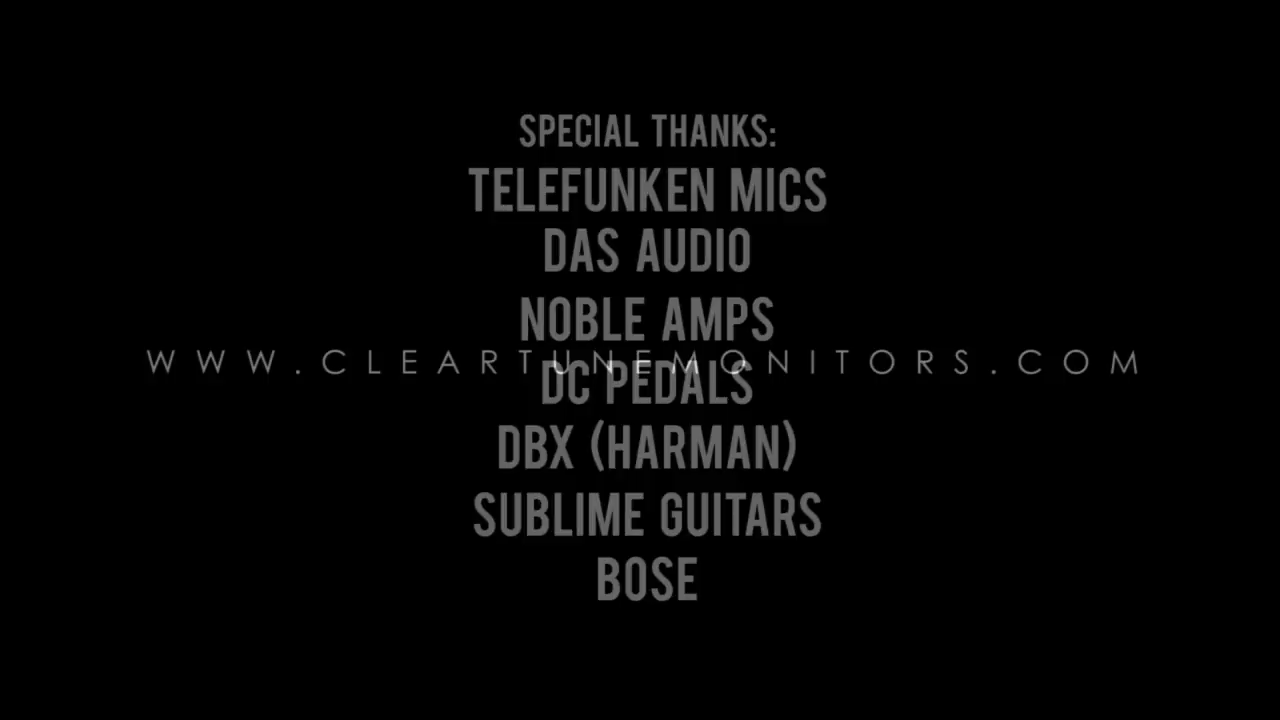 SPECIAL THANKS:
TELEFUNKEN MICS
DAS AUDIO
NOBLE AMPS
WWW.CLEARTUNEMONITORS.COM
DC PEDALS
DBX (HARMAN)
SUBLIME GUITARS
BOSE